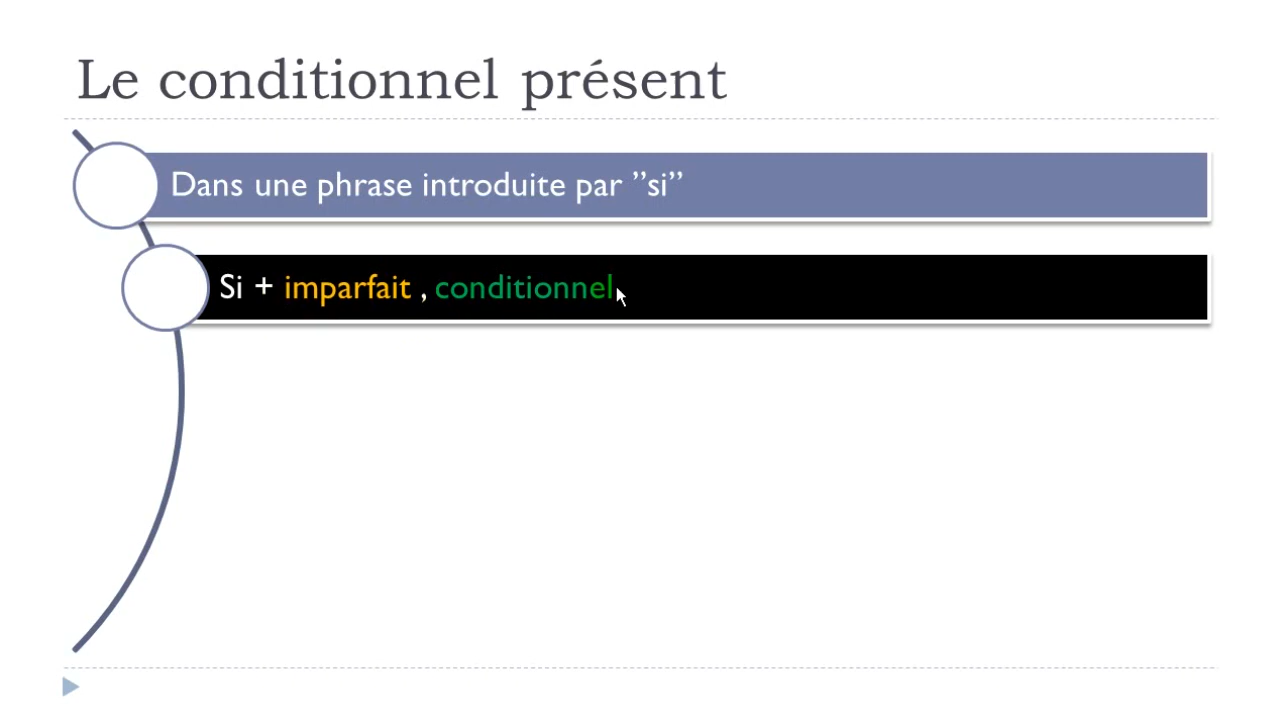 Le conditionnel présent
Dans une phrase introduite par ”si”
Si + imparfait , conditionnel